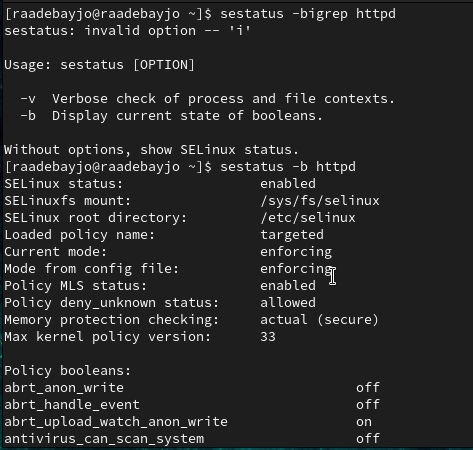 [raadebayjo@raadebayjo ~]$ sestatus -bigrep httpd
sestatus: invalid option -- 'i'

Usage: sestatus [OPTION]

  -v  Verbose check of process and file contexts.
  -b  Display current state of booleans.

Without options, show SELinux status.
[raadebayjo@raadebayjo ~]$ sestatus -b httpd
SELinux status:                 enabled
SELinuxfs mount:                /sys/fs/selinux
SELinux root directory:         /etc/selinux
Loaded policy name:             targeted
Current mode:                   enforcing
Mode from config file:          enforcing
Policy MLS status:              enabled
Policy deny_unknown status:     allowed
Memory protection checking:     actual (secure)
Max kernel policy version:      33

Policy booleans:
abrt_anon_write                             off
abrt_handle_event                           off
abrt_upload_watch_anon_write                on
antivirus_can_scan_system                   off